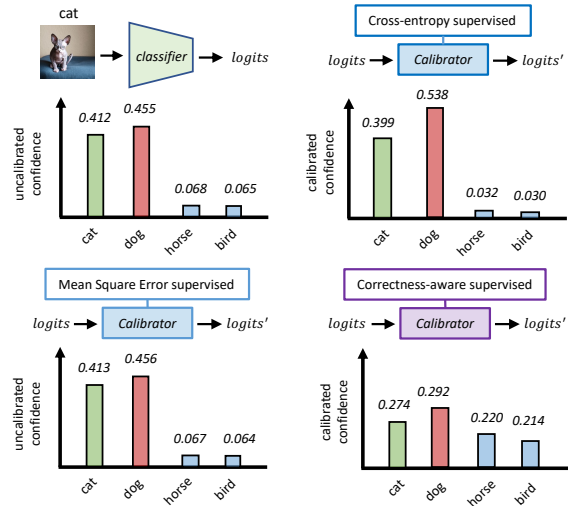 cat
classifier
logits
uncalibrated
confidence
0.412
0.455
0.068
0.065
cat
dog
horse
bird
Cross-entropy supervised
logits
Calibrator
logits'
calibrated
confidence
0.399
0.538
0.032
0.030
cat
dog
horse
bird
Mean Square Error supervised
logits
Calibrator
logits'
uncalibrated
confidence
0.413
0.456
0.067
0.064
cat
dog
horse
bird
Correctness-aware supervised
logits
Calibrator
logits'
calibrated
confidence
0.274
0.292
0.220
0.214
cat
dog
horse
bird